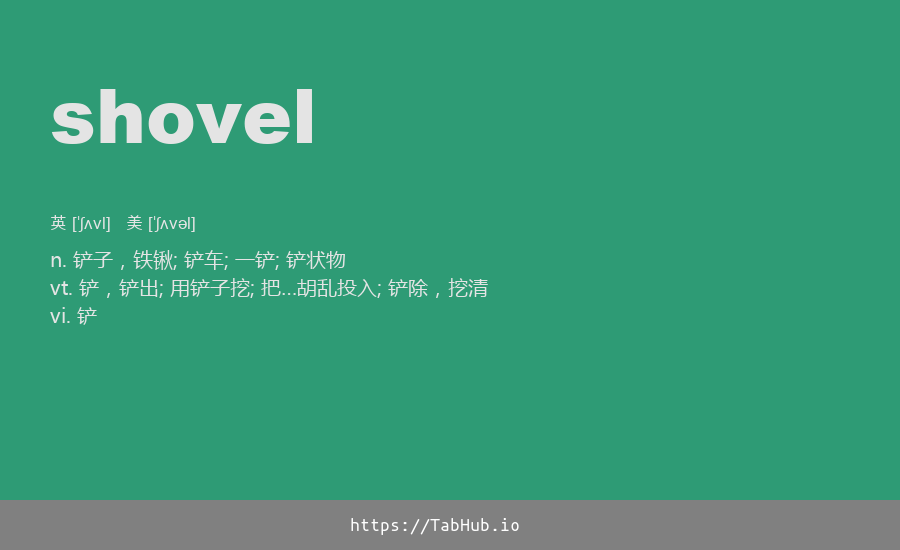 shovel
英 [ˈʃʌvl] 美 [ˈʃʌvəl]
n. 铲子，铁锹; 铲车; 一铲; 铲状物
vt. 铲，铲出; 用铲子挖; 把…胡乱投入; 铲除，挖清
vi. 铲
https://TabHub.io